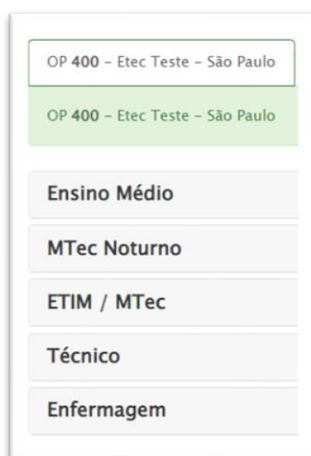 OP 400 – Etec Teste – São Paulo
OP 400 – Etec Teste – São Paulo
Ensino Médio
MTec Noturno
ETIM / MTec
Técnico
Enfermagem